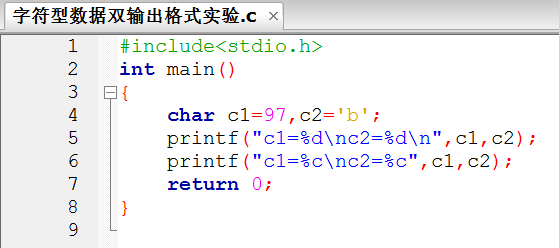 字符型数据双输出格式实验.c
1 #include<stdio.h>
2 int main()
3 {
4     char c1=97,c2='b';
5     printf("c1=%d\nc2=%d\n",c1,c2);
6     printf("c1=%c\nc2=%c",c1,c2);
7     return 0;
8 }
9